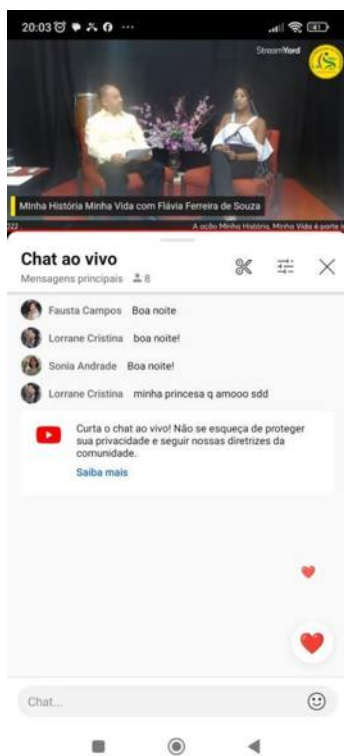 20:03
StreamYard
Minha História Minha Vida com Flávia Ferreira de Souza
2022
A ação Minha História, Minha Vida é parte i
Chat ao vivo
Mensagens principais 8
Fausta Campos Boa noite
Lorrane Cristina boa noite!
Sonia Andrade Boa noite!
Lorrane Cristina minha princesa q amooo sdd
Curta o chat ao vivo! Não se esqueça de proteger
sua privacidade e seguir nossas diretrizes da
comunidade.
Saiba mais
Chat...